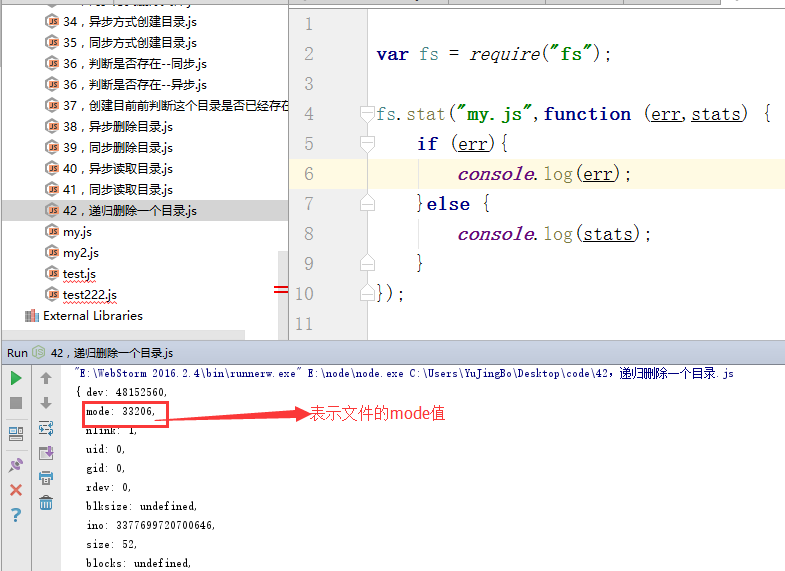 34，异步方式创建目录.js
35，同步方式创建目录.js
36，判断是否存在--同步.js
36，判断是否存在--异步.js
37，创建目前前判断这个目录是否已经存在
38，异步删除目录.js
39，同步删除目录.js
40，异步读取目录.js
41，同步读取目录.js
42，递归删除一个目录.js
my.js
my2.js
test.js
test222.js
External Libraries
1
2 var fs = require("fs");
3
4 fs.stat("my.js",function (err,stats) {
5 if (err){
6 console.log(err);
7 }else {
8 console.log(stats);
9 }
10 });
11
Run 42，递归删除一个目录.js
"E:\WebStorm 2016.2.4\bin\runnerw.exe" E:\node\node.exe C:\Users\YuJingBo\Desktop\code\42，递归删除一个目录.js
{ dev: 48152560,
mode: 33206,
表示文件的mode值
nlink: 1,
uid: 0,
gid: 0,
rdev: 0,
blksize: undefined,
ino: 3377699720700646,
size: 52,
blocks: undefined,